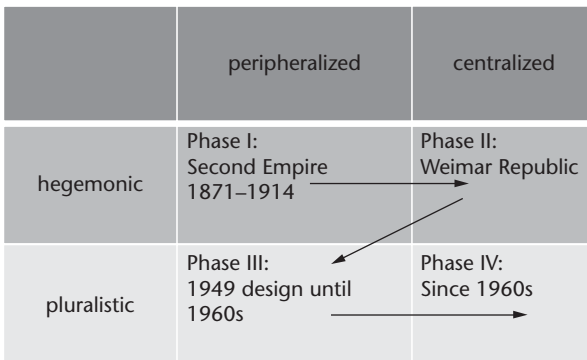 peripheralized
centralized
hegemonic
Phase I:
Second Empire
1871–1914
Phase II:
Weimar Republic
pluralistic
Phase III:
1949 design until
1960s
Phase IV:
Since 1960s